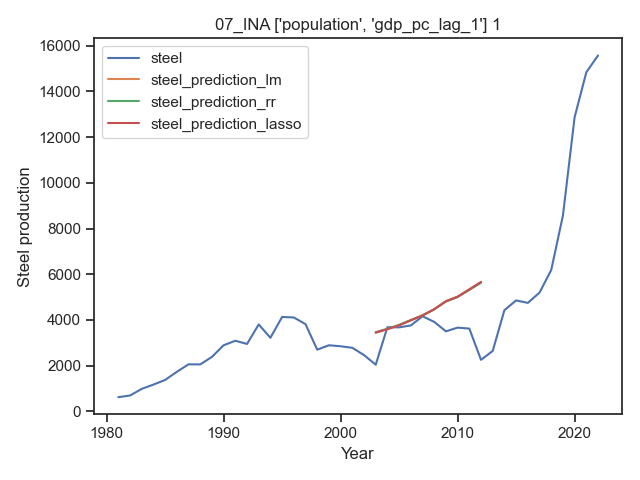 07_INA ['population', 'gdp_pc_lag_1'] 1
steel
steel_prediction_lm
steel_prediction_rr
steel_prediction_lasso
16000
14000
12000
10000
8000
6000
4000
2000
0
Steel production
1980
1990
2000
2010
2020
Year